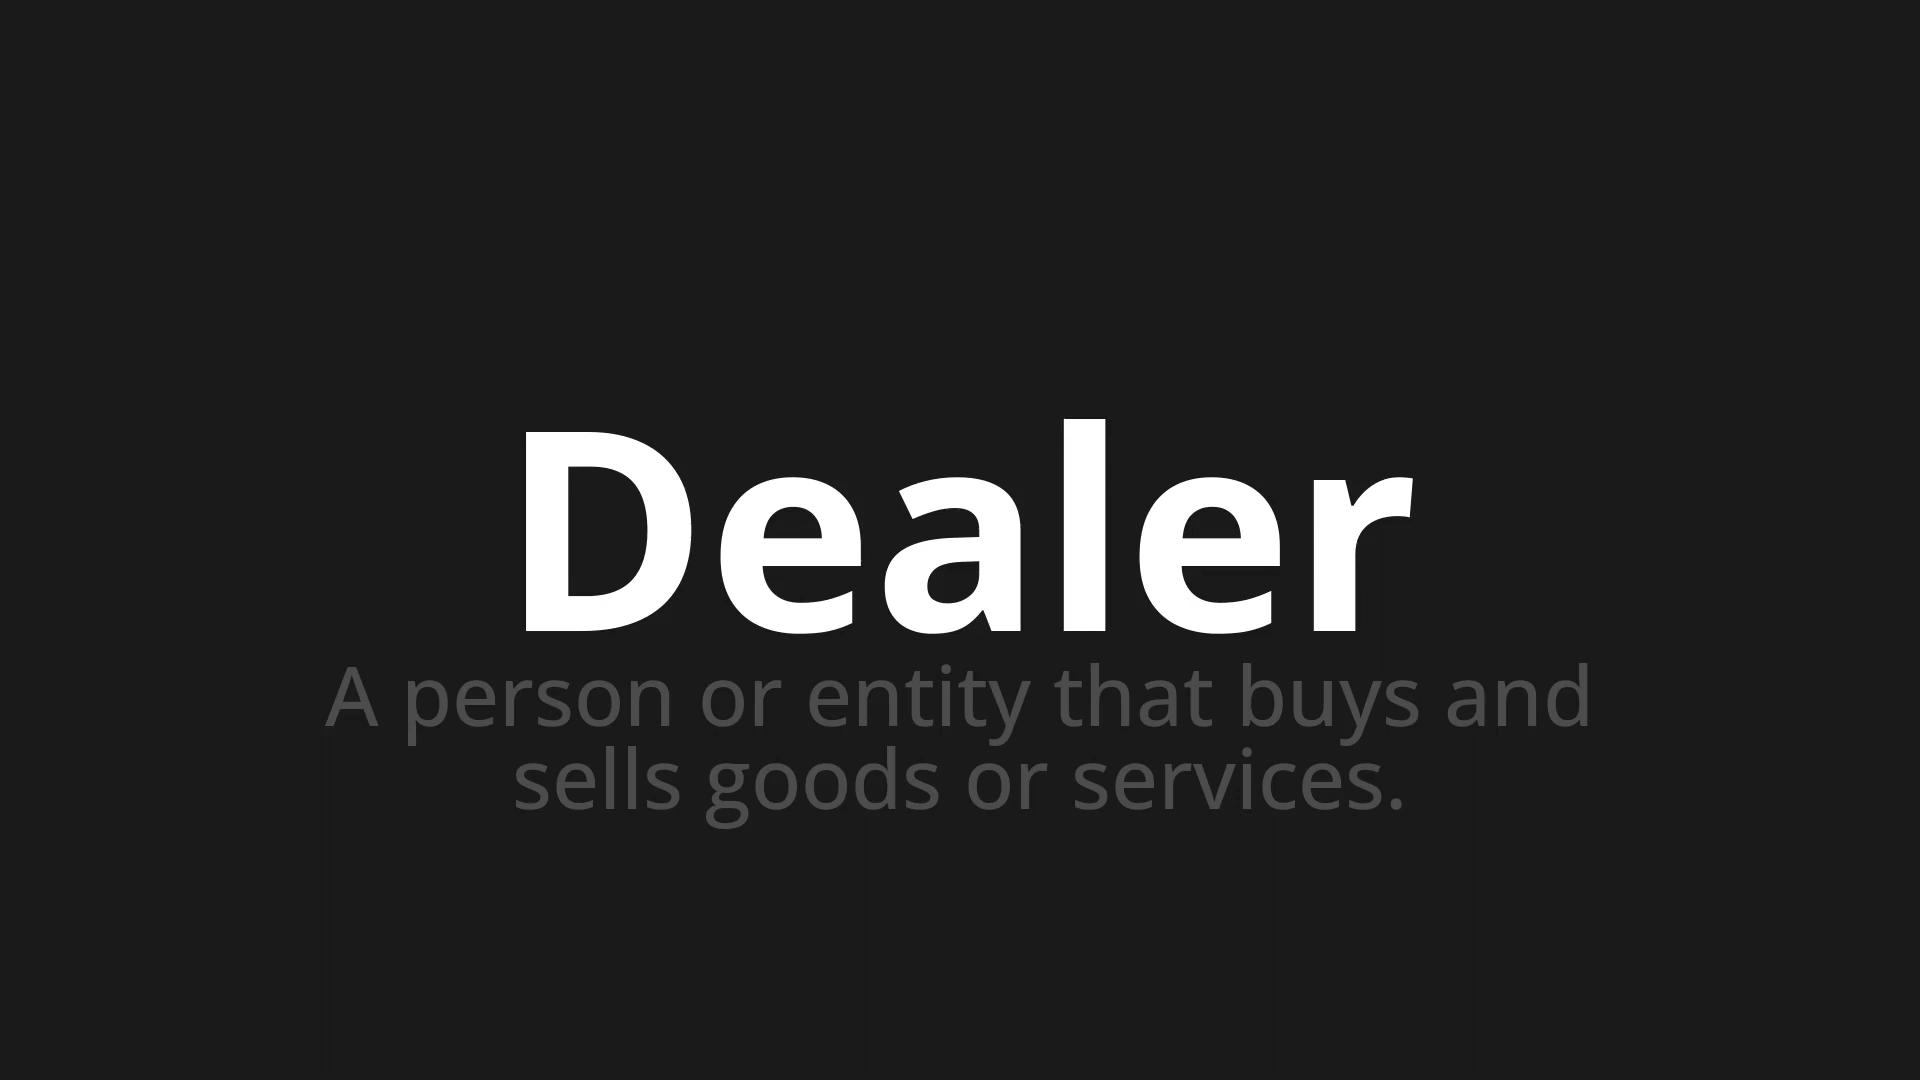 Dealer
A person or entity that buys and
sells goods or services.